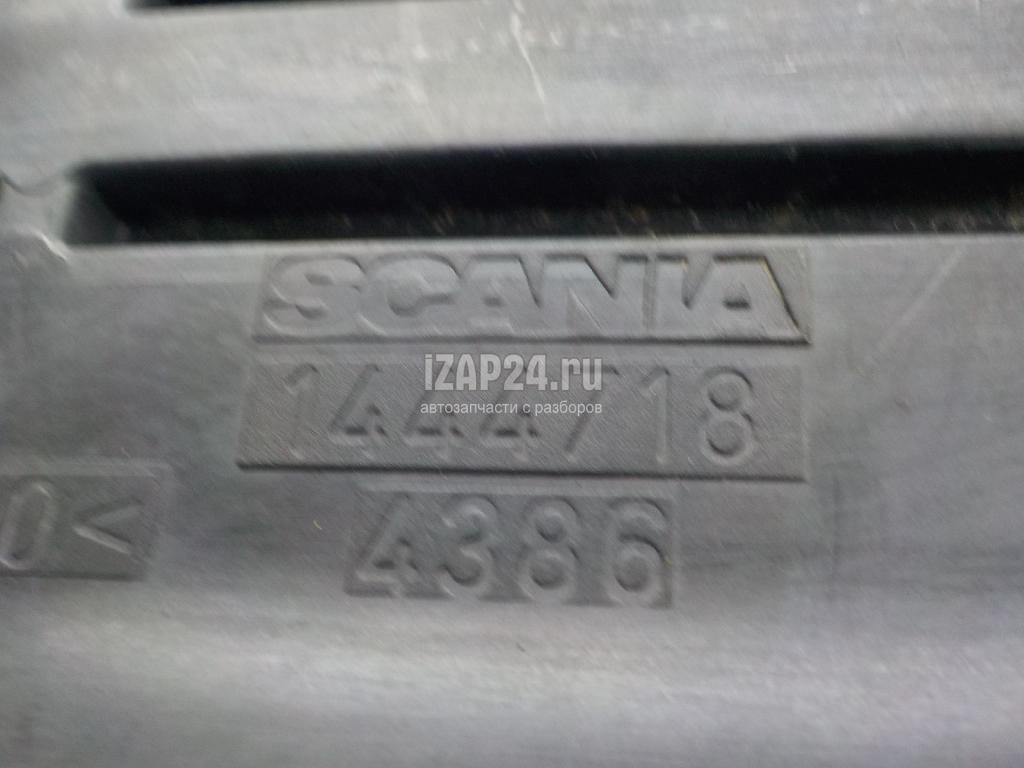 SCANIA
iZAP24.ru
автозапчасти с разборов
1444718
0<
4386